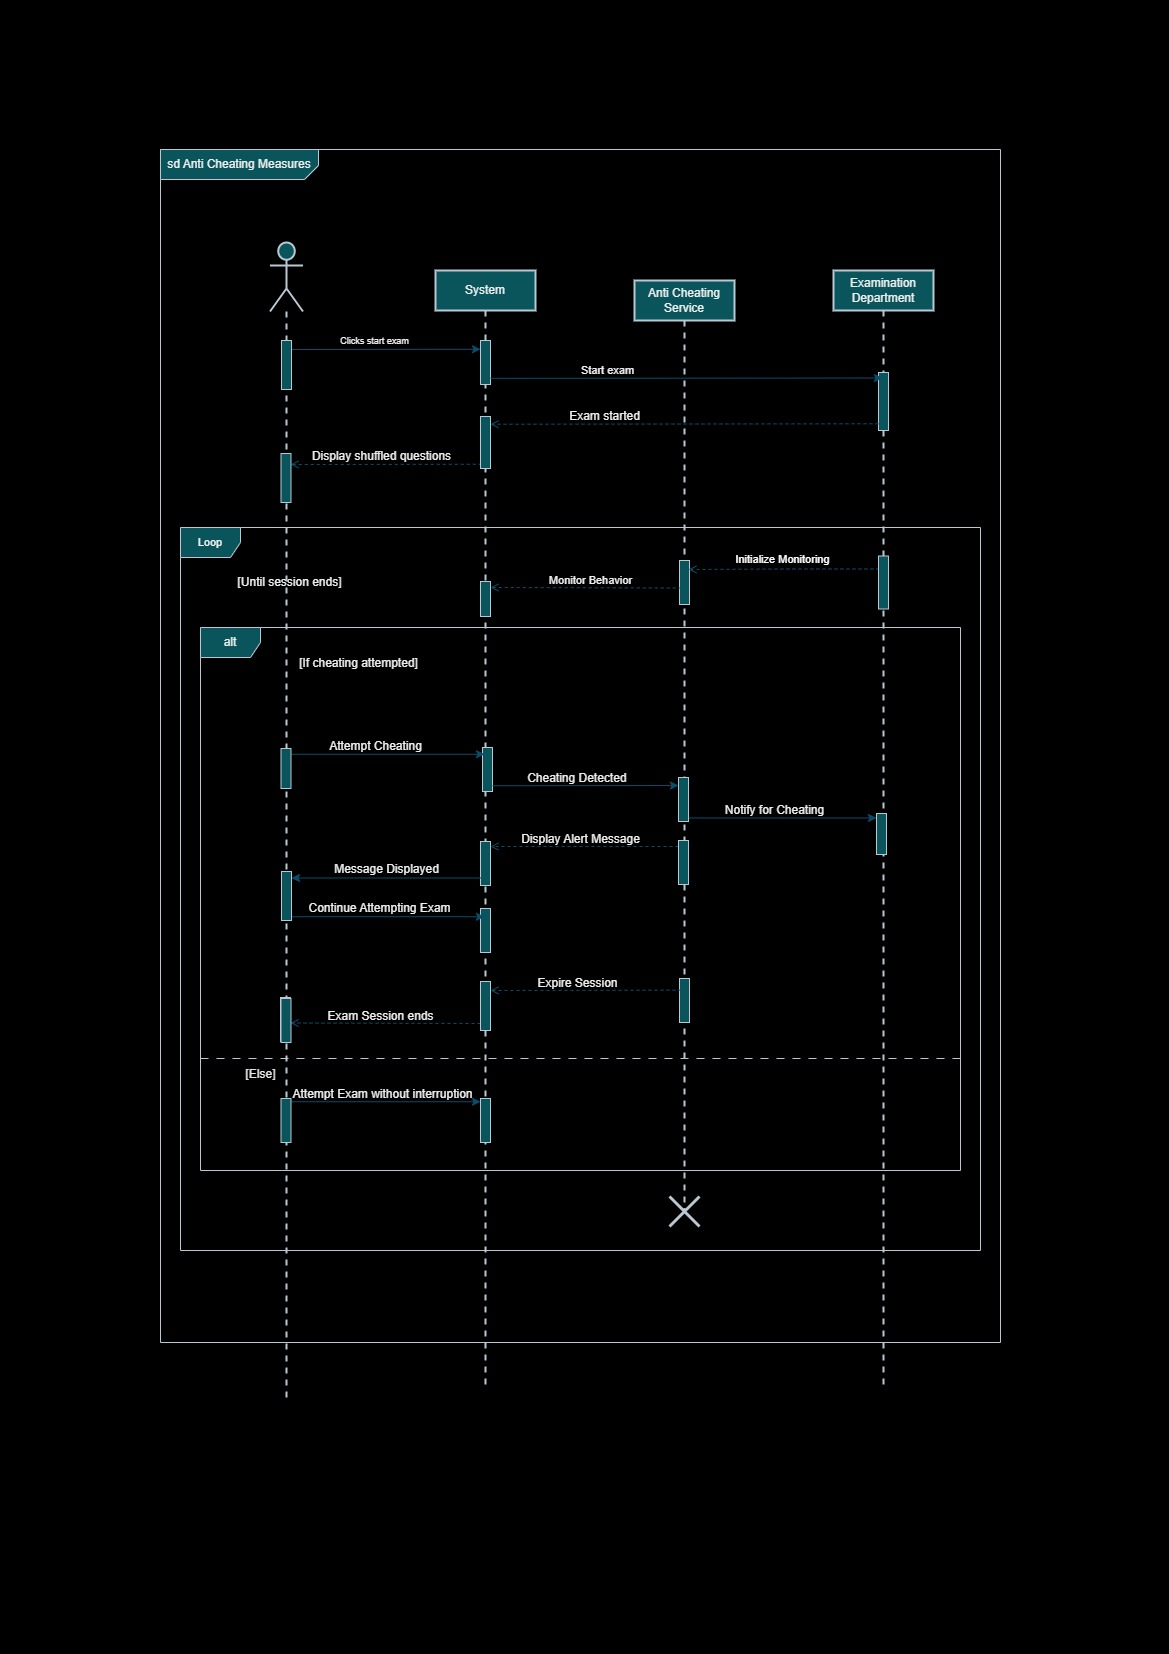 sd Anti Cheating Measures
System
Anti Cheating
Service
Examination
Department
Clicks start exam
Start exam
Exam started
Display shuffled questions
Loop
Initialize Monitoring
[Until session ends]
Monitor Behavior
alt
[If cheating attempted]
Attempt Cheating
Cheating Detected
Notify for Cheating
Display Alert Message
Message Displayed
Continue Attempting Exam
Expire Session
Exam Session ends
[Else]
Attempt Exam without interruption